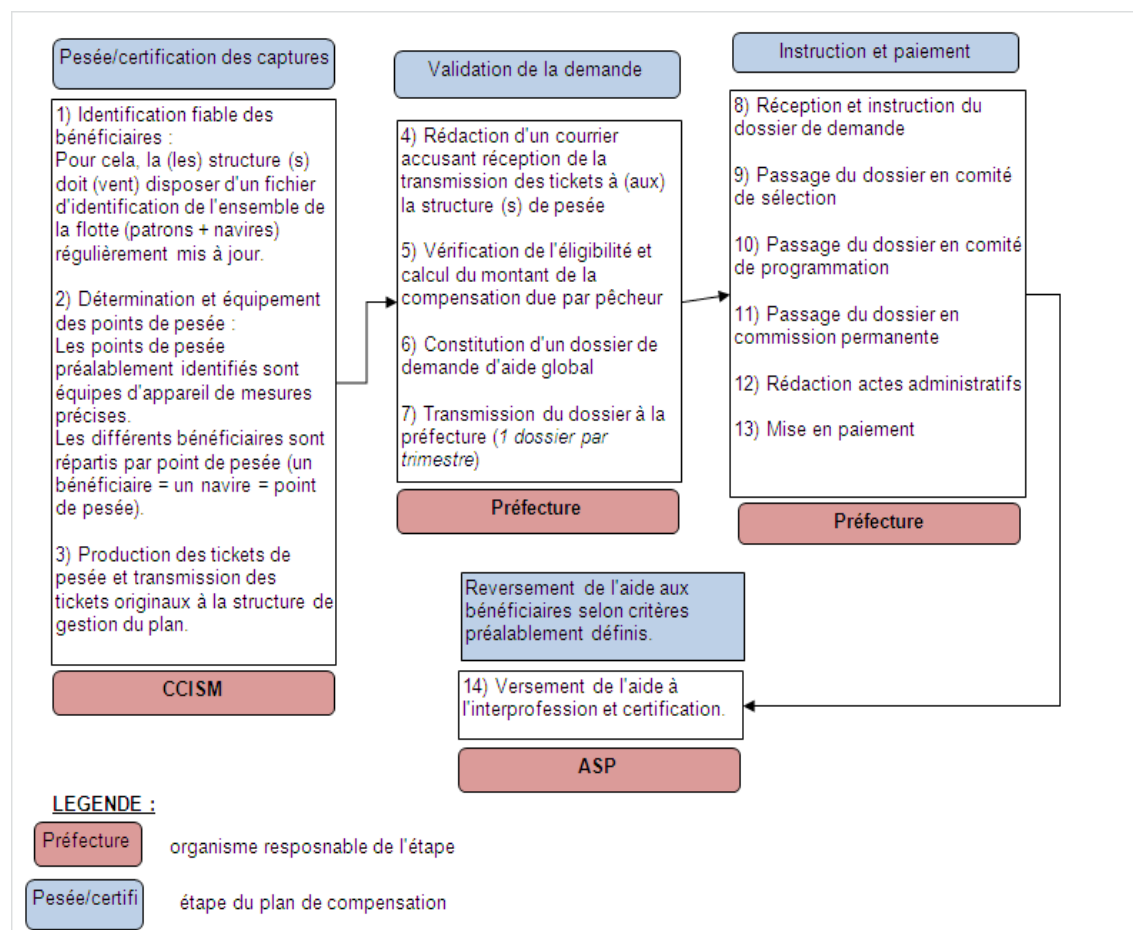 Pesée/certification des captures
1) Identification fiable des
bénéficiaires :
Pour cela, la (les) structure (s)
doit (vent) disposer d'un fichier
d'identification de l'ensemble de
la flotte (patrons + navires)
régulièrement mis à jour.
2) Détermination et équipement
des points de pesée :
Les points de pesée
préalablement identifiés sont
équipes d'appareil de mesures
précises.
Les différents bénéficiaires sont
répartis par point de pesée (un
bénéficiaire = un navire = point
de pesée).
3) Production des tickets de
pesée et transmission des
tickets originaux à la structure de
gestion du plan.
CCISM
Validation de la demande
4) Rédaction d'un courrier
accusant réception de la
transmission des tickets à (aux)
la structure (s) de pesée
5) Vérification de l'éligibilité et
calcul du montant de la
compensation due par pêcheur
6) Constitution d'un dossier de
demande d'aide global
7) Transmission du dossier à la
préfecture (1 dossier par
trimestre)
Préfecture
Instruction et paiement
8) Réception et instruction du
dossier de demande
9) Passage du dossier en comité
de sélection
10) Passage du dossier en comité
de programmation
11) Passage du dossier en
commission permanente
12) Rédaction actes administratifs
13) Mise en paiement
Préfecture
Reversement de l'aide aux
bénéficiaires selon critères
préalablement définis.
14) Versement de l'aide à
l'interprofession et certification.
ASP
LEGENDE :
Préfecture
organisme resposnable de l'étape
Pesée/certifi
étape du plan de compensation